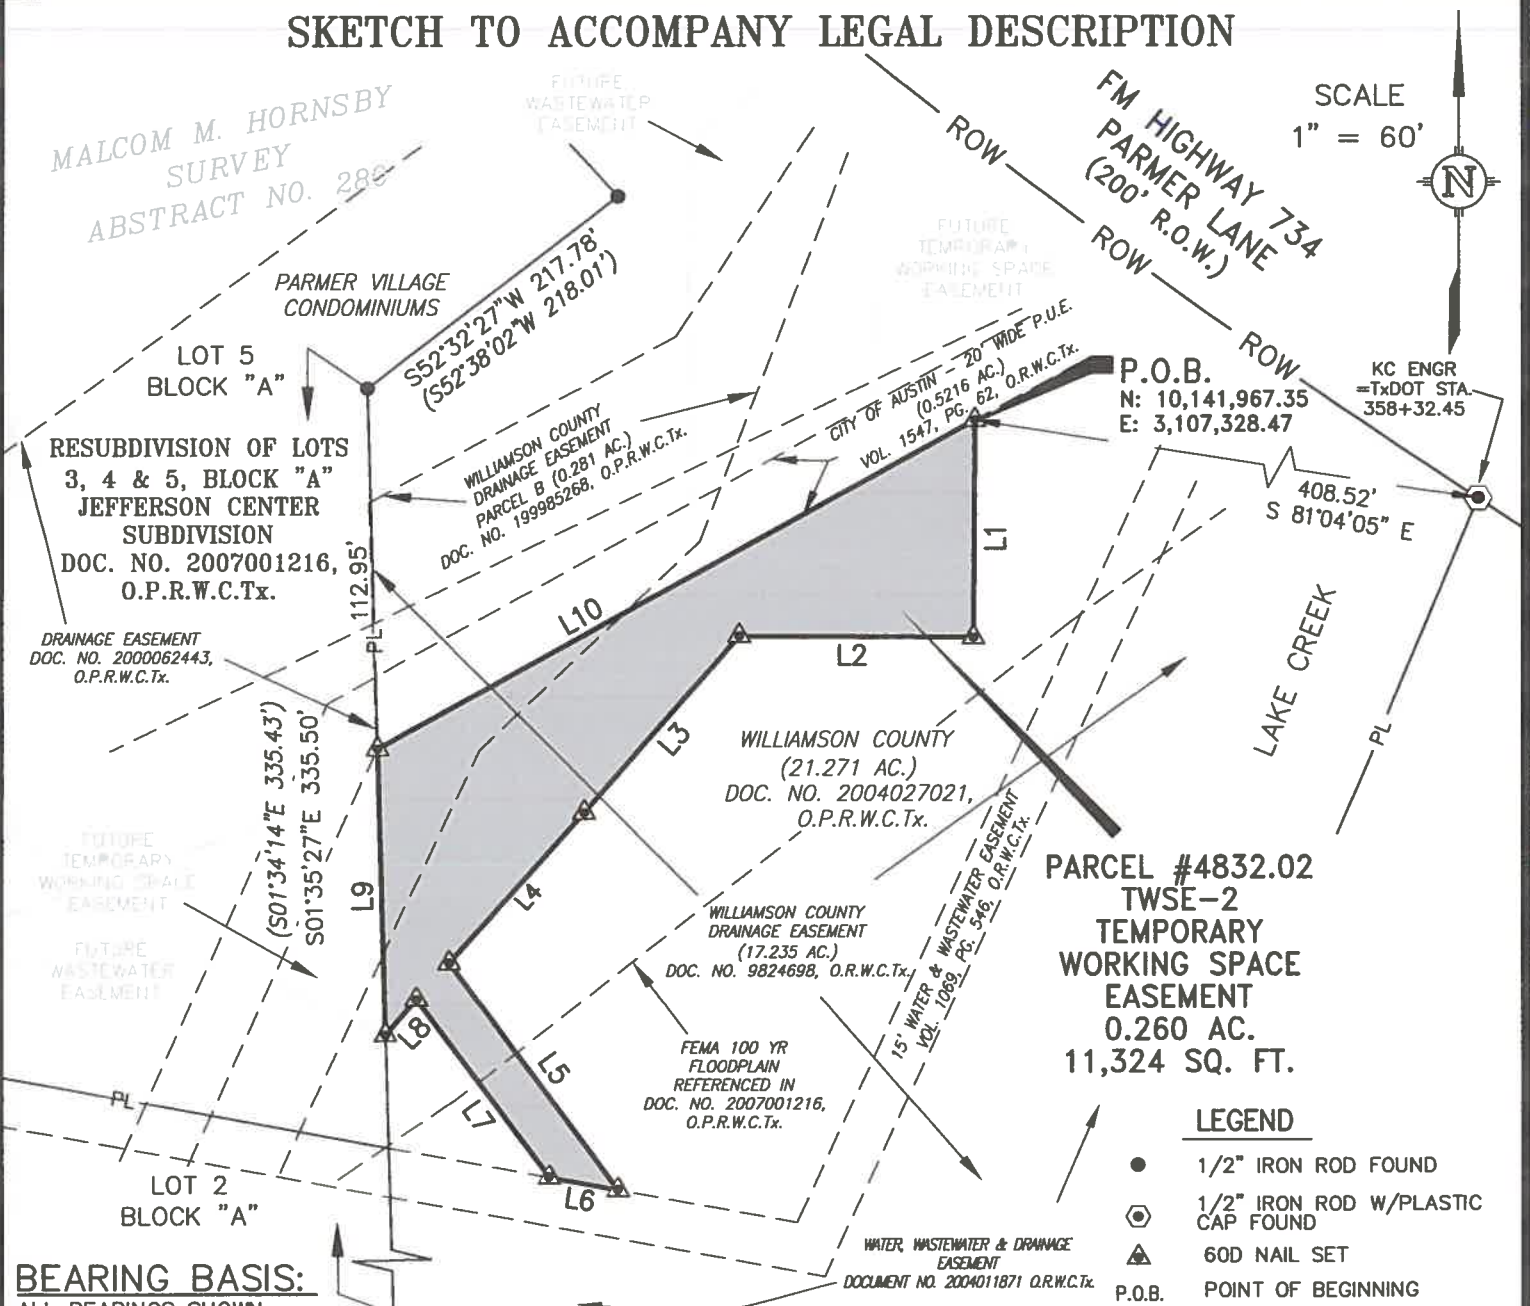 SKETCH TO ACCOMPANY LEGAL DESCRIPTION
MALCOM M. HORNSBY
SURVEY
ABSTRACT NO. 280
FUTURE
WASTEWATER
EASEMENT
FM HIGHWAY 734
PARMER LANE
(200' R.O.W.)
SCALE
1" = 60'
N
ROW
ROW
ROW
FUTURE
TEMPORARY
WORKING SPACE
EASEMENT
PARMER VILLAGE
CONDOMINIUMS
S52°32'27"W 217.78'
(S52°38'02"W 218.01')
LOT 5
BLOCK "A"
RESUBDIVISION OF LOTS
3, 4 & 5, BLOCK "A"
JEFFERSON CENTER
SUBDIVISION
DOC. NO. 2007001216,
O.P.R.W.C.Tx.
WILLIAMSON COUNTY
DRAINAGE EASEMENT
PARCEL B (0.281 AC.)
DOC. NO. 199985268, O.P.R.W.C.Tx.
CITY OF AUSTIN - 20' WIDE P.U.E.
(0.5216 AC.)
VOL. 1547, PG. 62, O.R.W.C.Tx.
P.O.B.
N: 10,141,967.35
E: 3,107,328.47
KC ENGR
=TxDOT STA.
358+32.45
408.52'
S 81°04'05" E
PL 112.95'
L10
L1
L2
L3
DRAINAGE EASEMENT
DOC. NO. 2000062443,
O.P.R.W.C.Tx.
LAKE CREEK
PL
(S01°34'14"E 335.43')
S01°35'27"E 335.50'
WILLIAMSON COUNTY
(21.271 AC.)
DOC. NO. 2004027021,
O.P.R.W.C.Tx.
FUTURE
TEMPORARY
WORKING SPACE
EASEMENT
L9
L4
FUTURE
WASTEWATER
EASEMENT
WILLIAMSON COUNTY
DRAINAGE EASEMENT
(17.235 AC.)
DOC. NO. 9824698, O.R.W.C.Tx.
15' WATER & WASTEWATER EASEMENT
VOL. 1069, PG. 546, O.R.W.C.Tx.
PARCEL #4832.02
TWSE-2
TEMPORARY
WORKING SPACE
EASEMENT
0.260 AC.
11,324 SQ. FT.
L8
L5
L7
L6
FEMA 100 YR
FLOODPLAIN
REFERENCED IN
DOC. NO. 2007001216,
O.P.R.W.C.Tx.
PL
LOT 2
BLOCK "A"
LEGEND
1/2" IRON ROD FOUND
1/2" IRON ROD W/PLASTIC
CAP FOUND
60D NAIL SET
P.O.B. POINT OF BEGINNING
WATER, WASTEWATER & DRAINAGE
EASEMENT
DOCUMENT NO. 2004011871 O.R.W.C.Tx.
BEARING BASIS:
ALL BEARINGS SHOWN